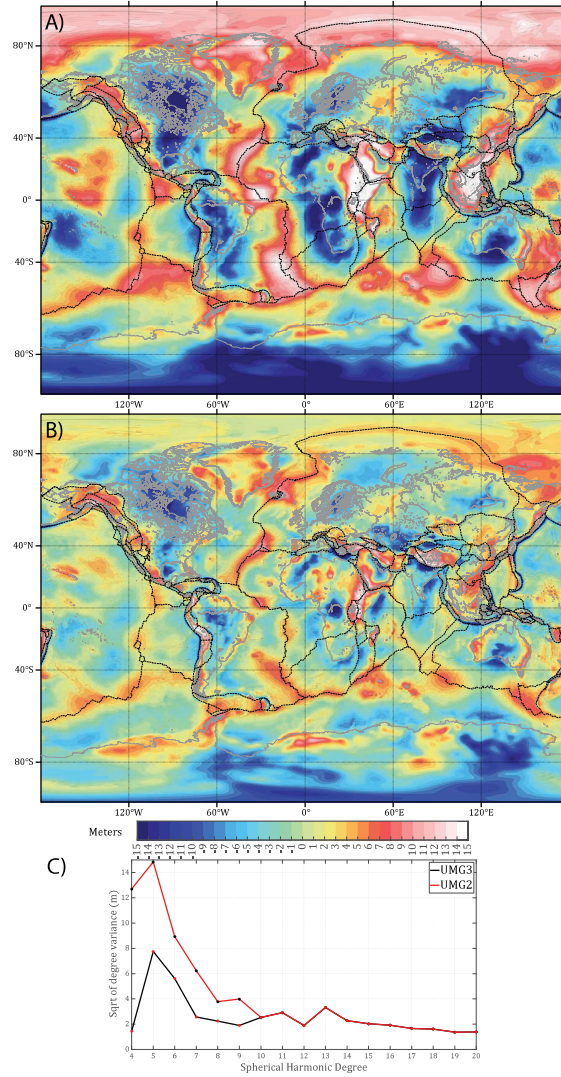 A)
80°N
40°N
0°
40°S
80°S
120°W 60°W 0° 60°E 120°E
B)
80°N
40°N
0°
40°S
80°S
120°W 60°W 0° 60°E 120°E
Meters
-15 -14 -13 -12 -11 -10 -9 -8 -7 -6 -5 -4 -3 -2 -1 0 1 2 3 4 5 6 7 8 9 10 11 12 13 14 15
C)
UMG3
UMG2
Sqrt of degree variance (m)
14
12
10
8
6
4
2
0
4 5 6 7 8 9 10 11 12 13 14 15 16 17 18 19 20
Spherical Harmonic Degree